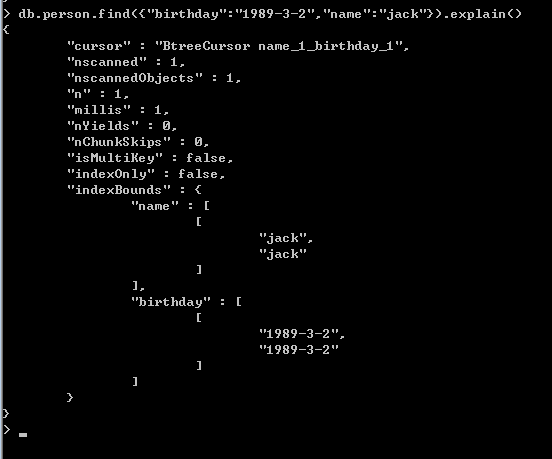 > db.person.find({"birthday":"1989-3-2","name":"jack"}).explain()
{
        "cursor" : "BtreeCursor name_1_birthday_1",
        "nscanned" : 1,
        "nscannedObjects" : 1,
        "n" : 1,
        "millis" : 1,
        "nYields" : 0,
        "nChunkSkips" : 0,
        "isMultiKey" : false,
        "indexOnly" : false,
        "indexBounds" : {
                "name" : [
                        [
                                "jack",
                                "jack"
                        ]
                ],
                "birthday" : [
                        [
                                "1989-3-2",
                                "1989-3-2"
                        ]
                ]
        }
}
> _